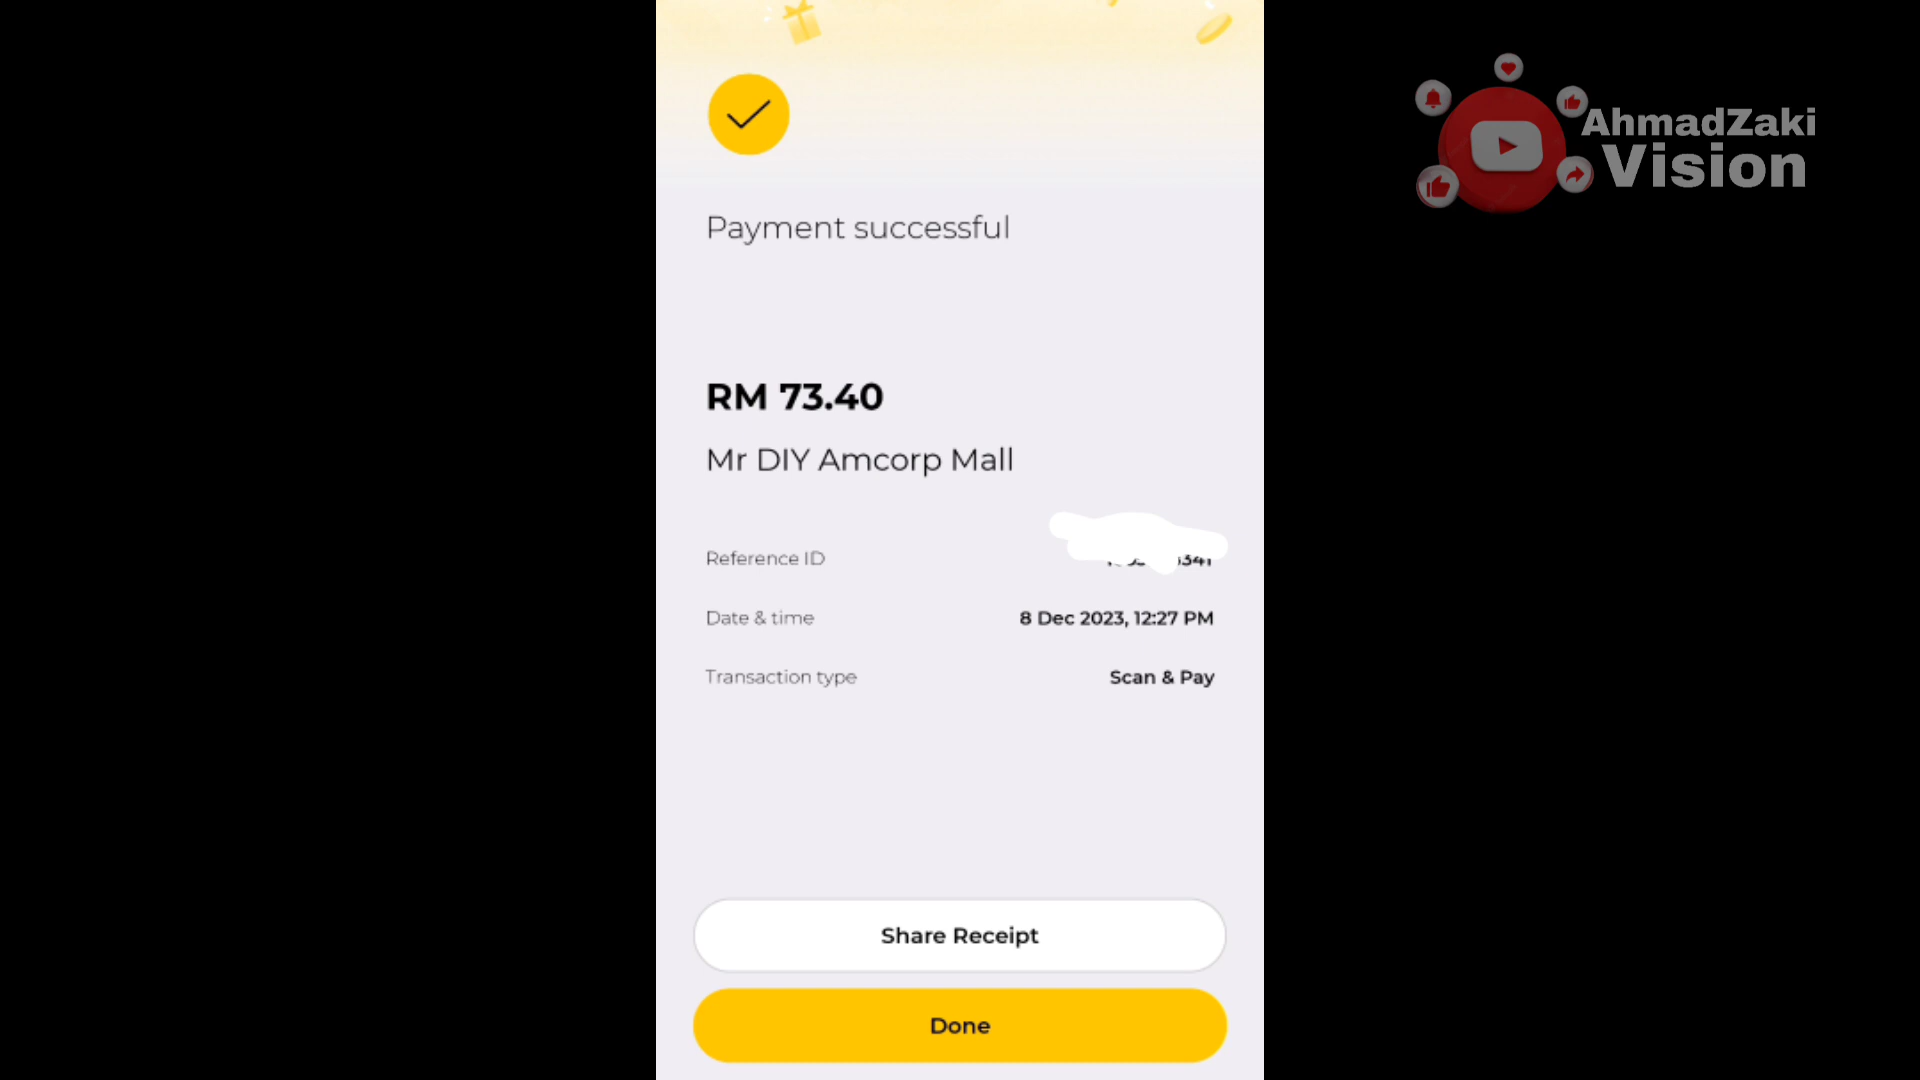 Payment successful
RM 73.40
Mr DIY Amcorp Mall
Reference ID
Date & time
8 Dec 2023, 12:27 PM
Transaction type
Scan & Pay
Share Receipt
Done
AhmadZaki
Vision